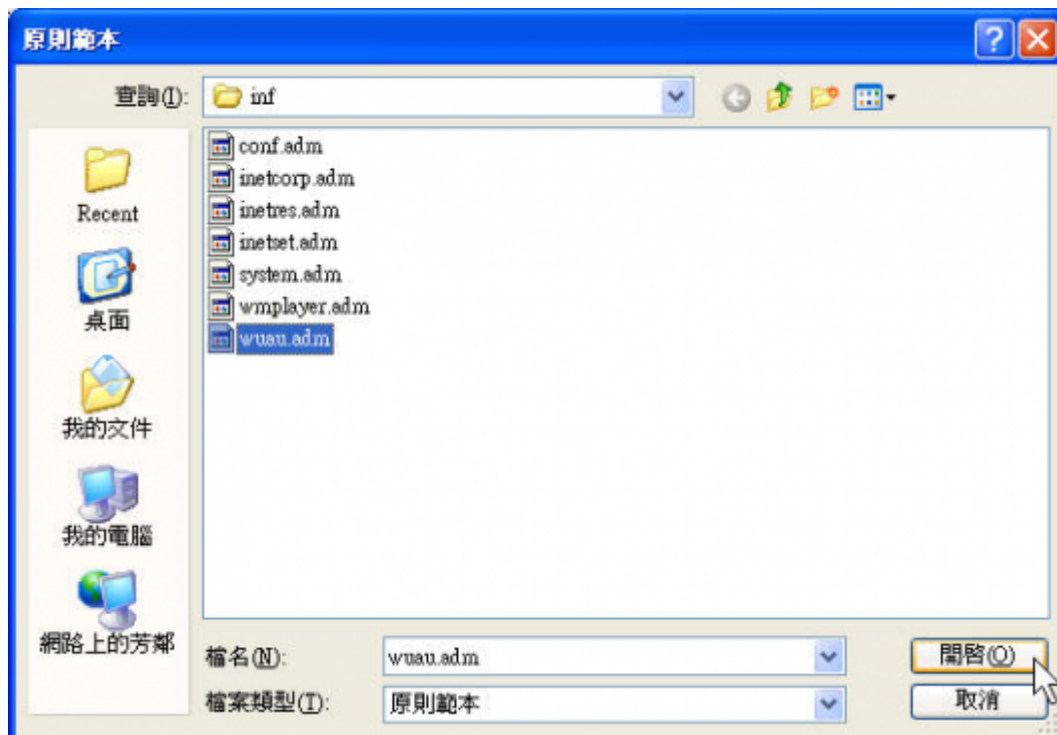 原則範本
查詢(I):
inf
Recent
桌面
我的文件
我的電腦
網路上的芳鄰
conf.adm
inetcorp.adm
inetres.adm
inetset.adm
system.adm
wmplayer.adm
wuau.adm
檔名(N):
wuau.adm
開啓(O)
檔案類型(T):
原則範本
取消